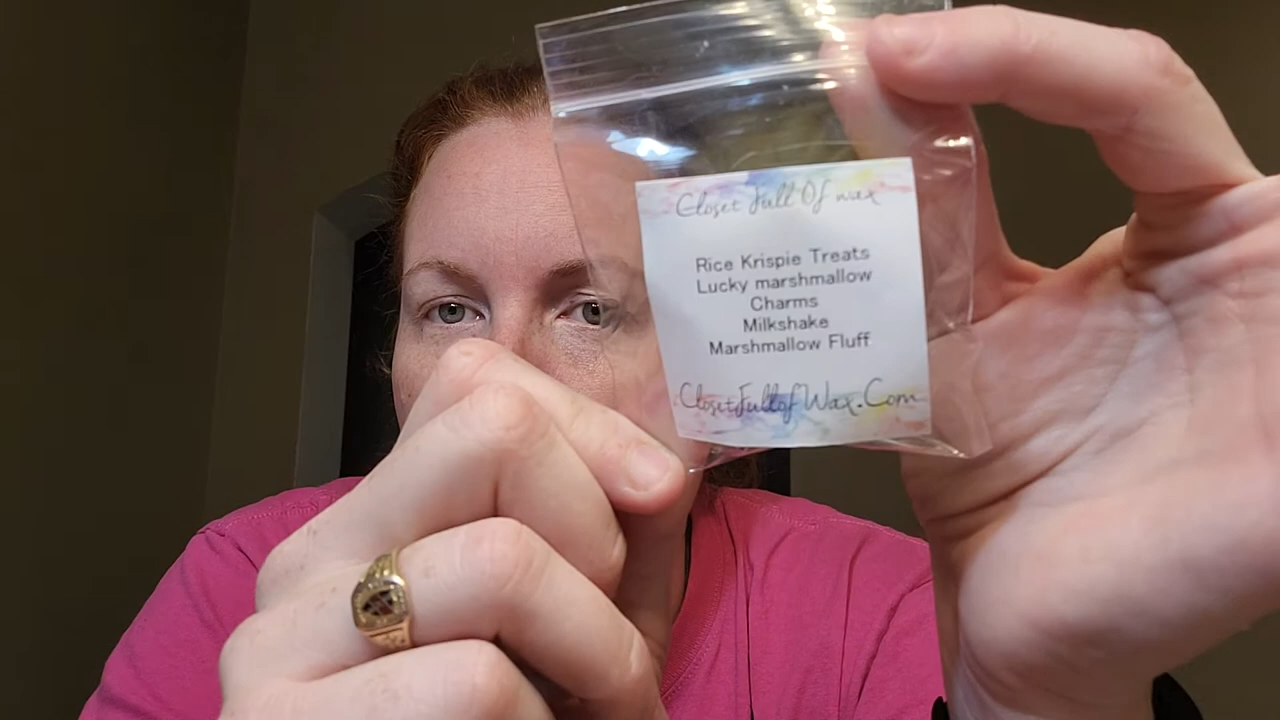 Closet Full Of wax
Rice Krispie Treats
Lucky marshmallow
Charms
Milkshake
Marshmallow Fluff
ClosetFullofWax.Com